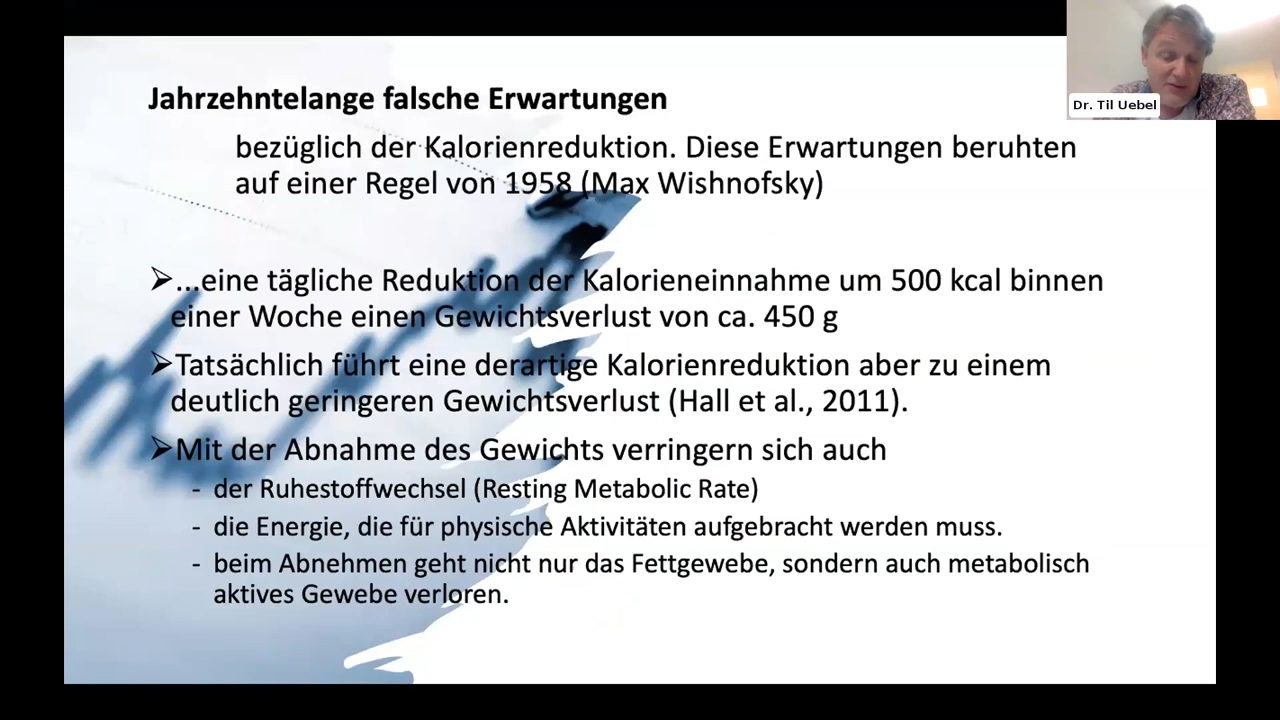 Jahrzehntelange falsche Erwartungen
bezüglich der Kalorienreduktion. Diese Erwartungen beruhten
auf einer Regel von 1958 (Max Wishnofsky)
➢...eine tägliche Reduktion der Kalorieneinnahme um 500 kcal binnen
einer Woche einen Gewichtsverlust von ca. 450 g
➢Tatsächlich führt eine derartige Kalorienreduktion aber zu einem
deutlich geringeren Gewichtsverlust (Hall et al., 2011).
➢Mit der Abnahme des Gewichts verringern sich auch
- der Ruhestoffwechsel (Resting Metabolic Rate)
- die Energie, die für physische Aktivitäten aufgebracht werden muss.
- beim Abnehmen geht nicht nur das Fettgewebe, sondern auch metabolisch
aktives Gewebe verloren.
Dr. Til Uebel